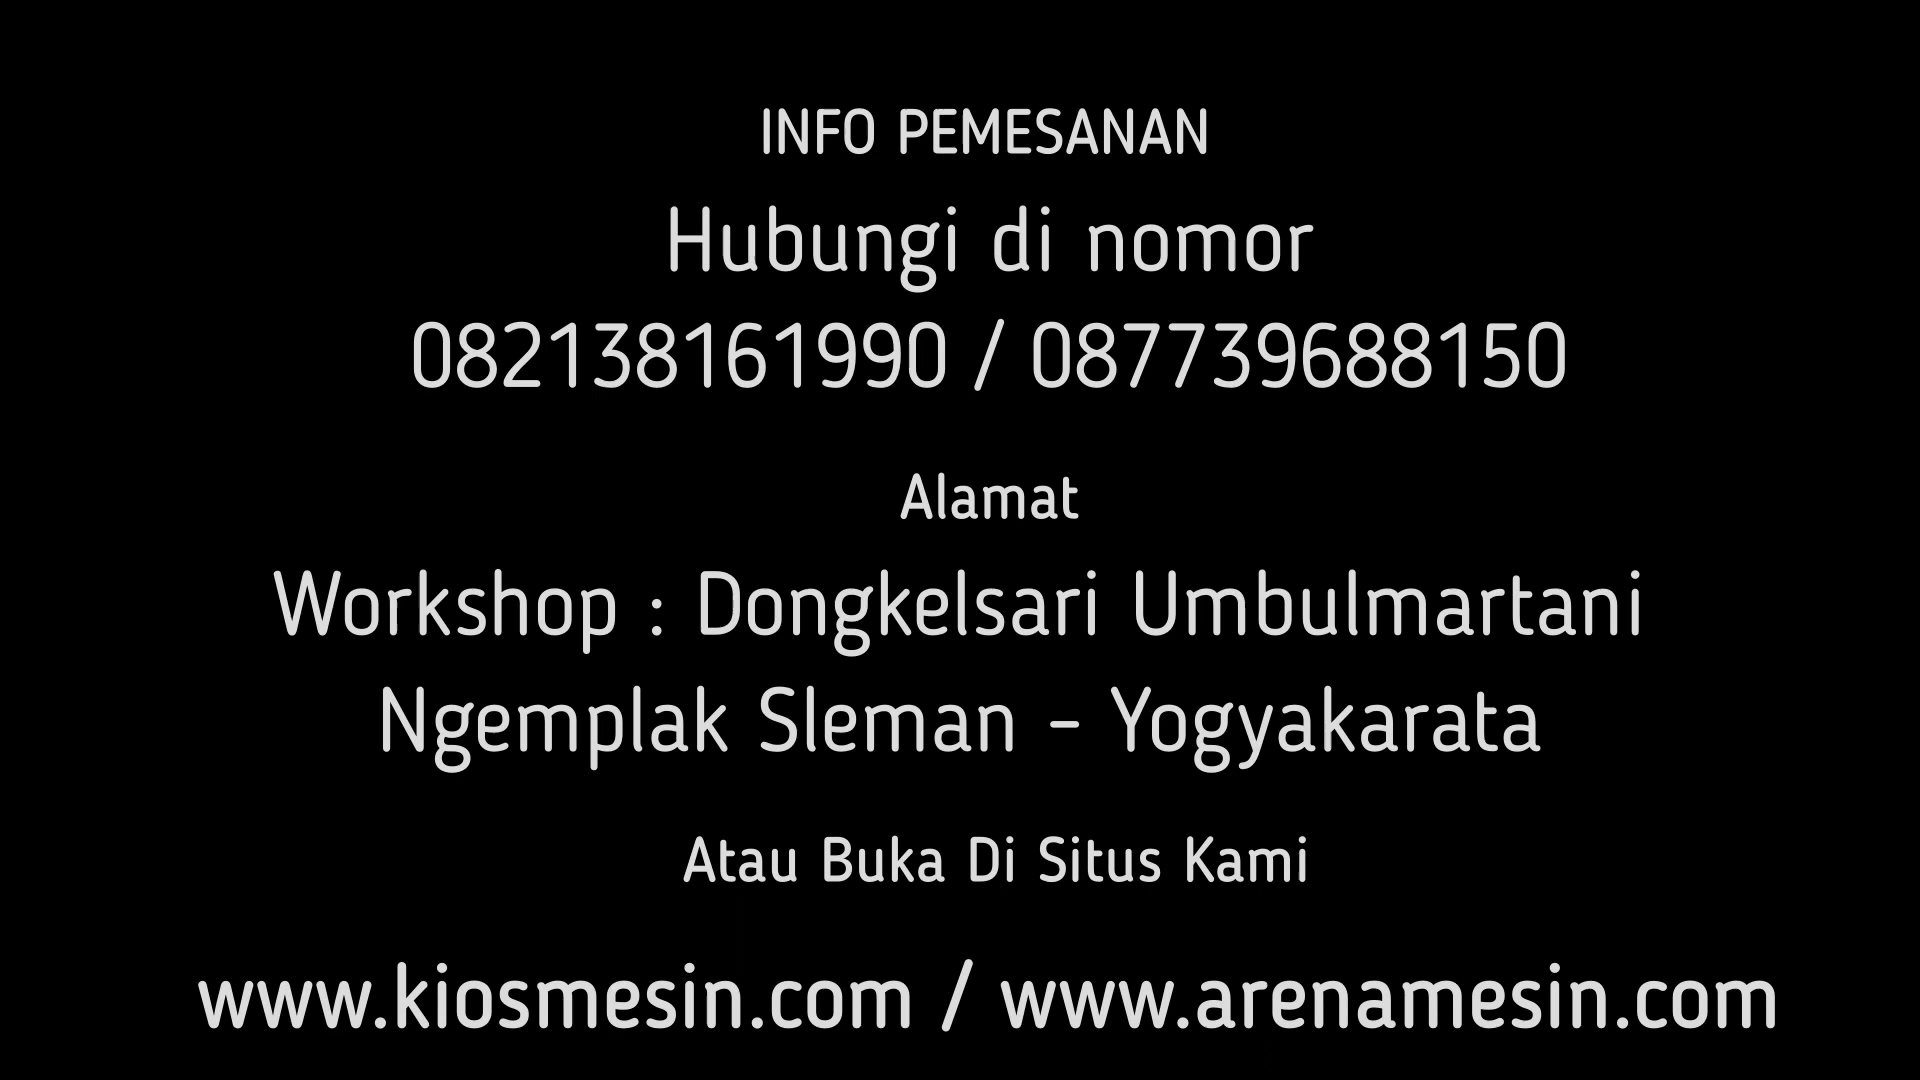 INFO PEMESANAN
Hubungi di nomor
082138161990 / 087739688150
Alamat
Workshop : Dongkelsari Umbulmartani
Ngemplak Sleman - Yogyakarata
Atau Buka Di Situs Kami
www.kiosmesin.com / www.arenamesin.com